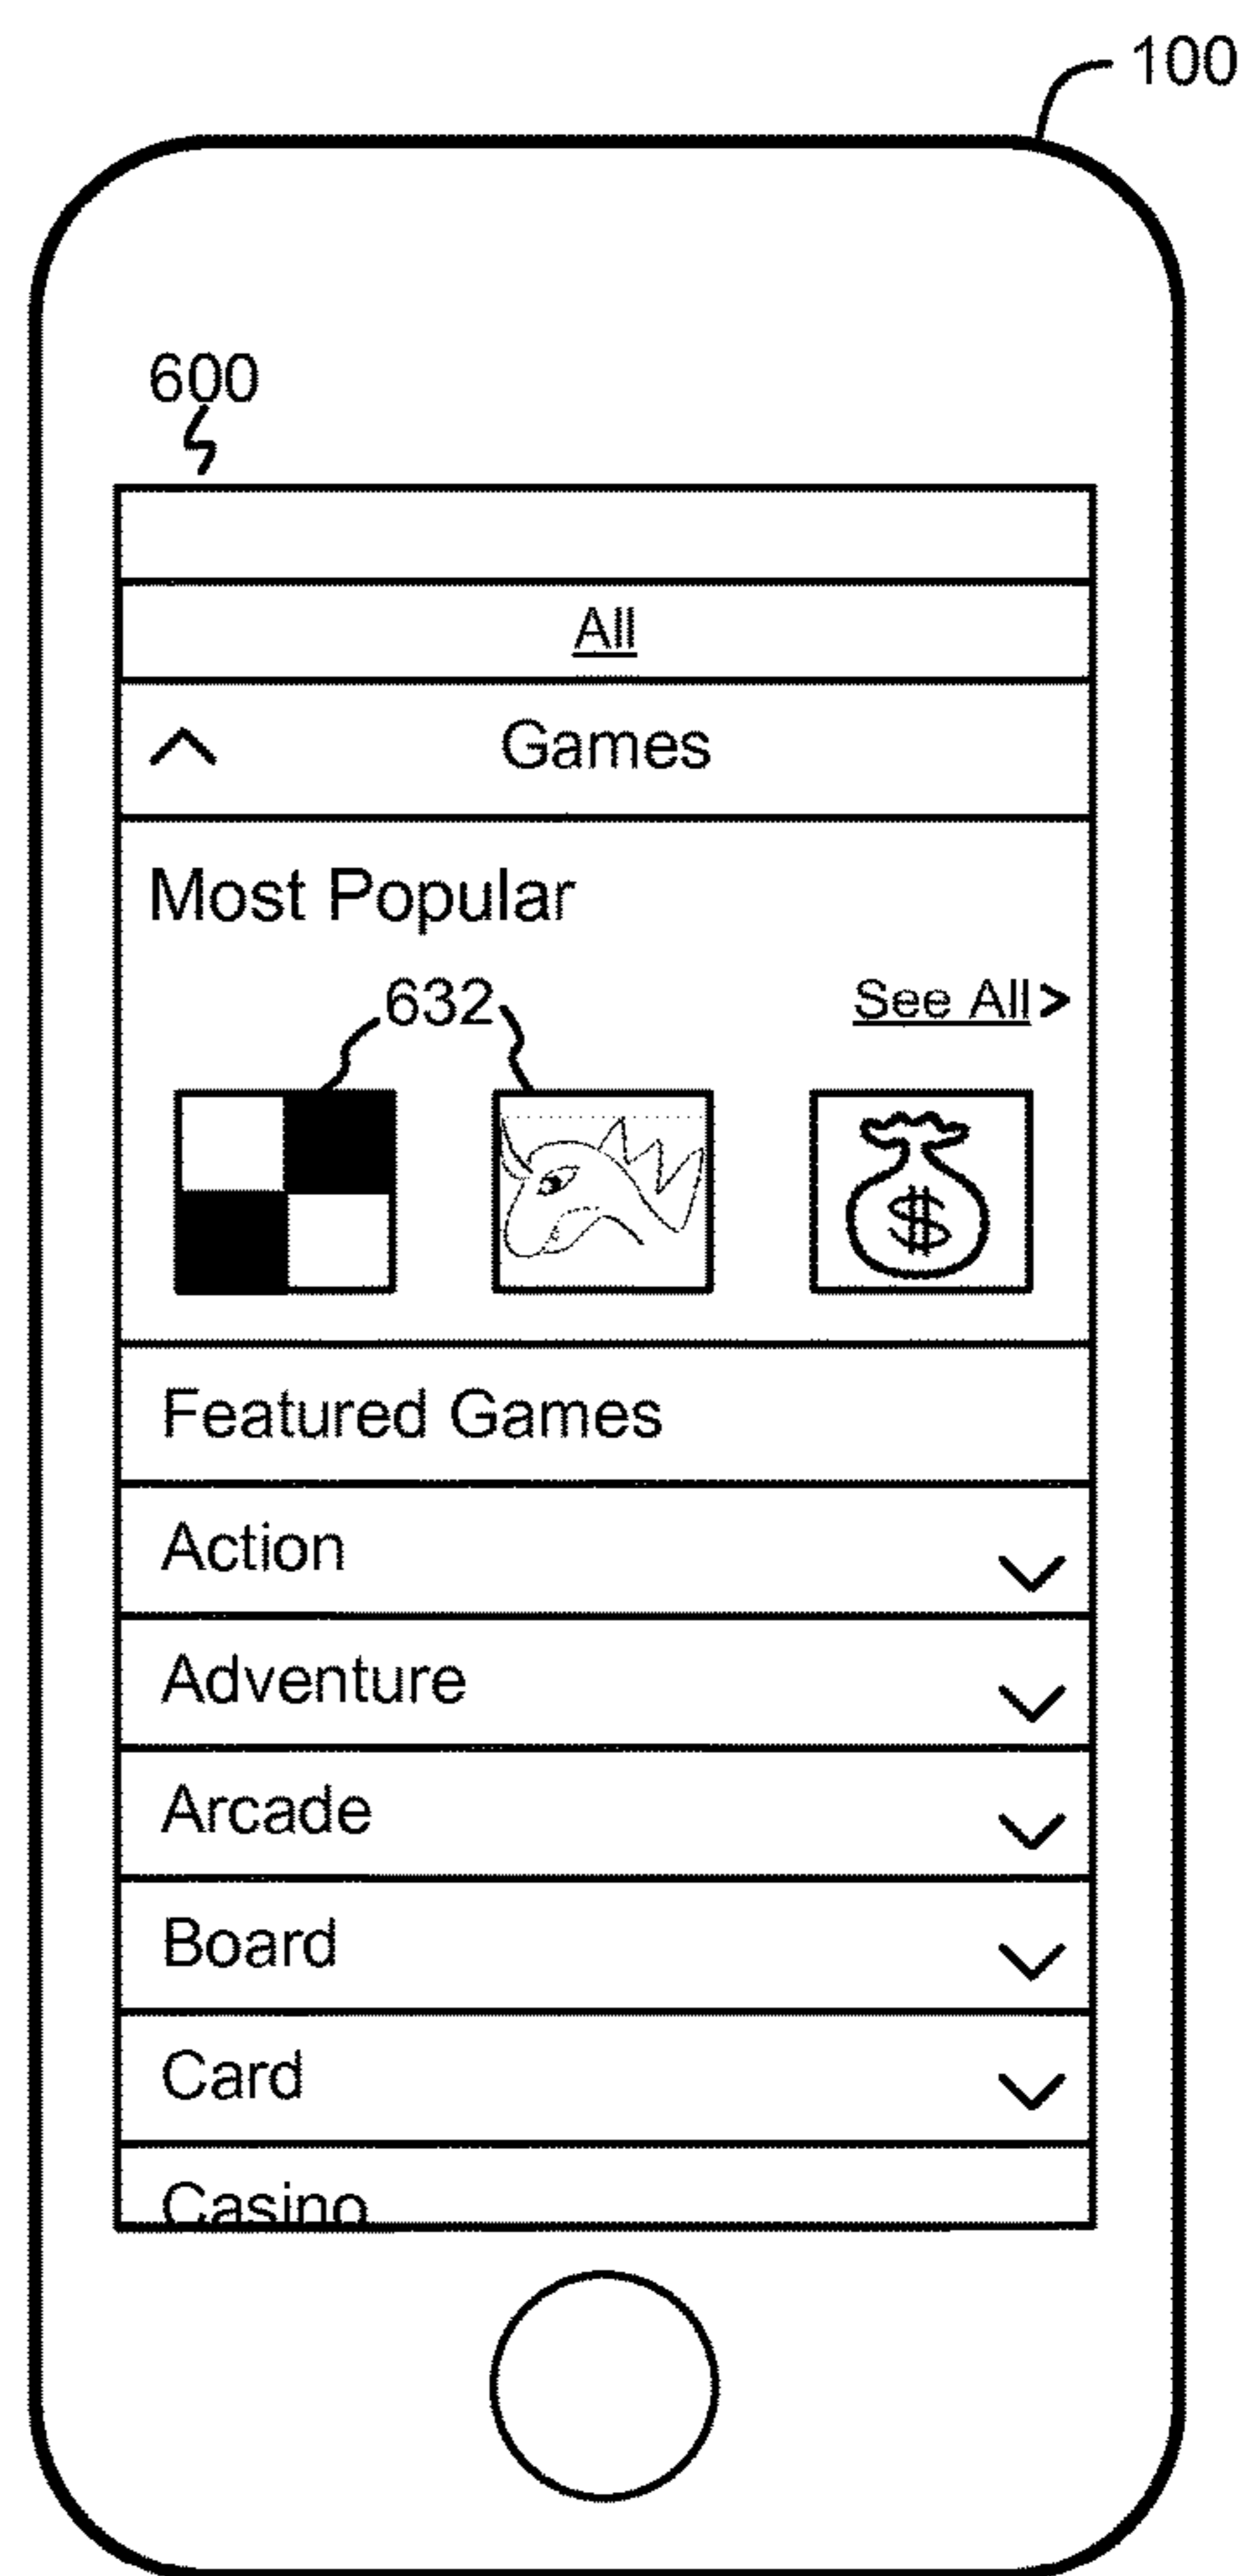 100
600
All
Games
Most Popular
632
See All >
$
Featured Games
Action
Adventure
Arcade
Board
Card
Casino